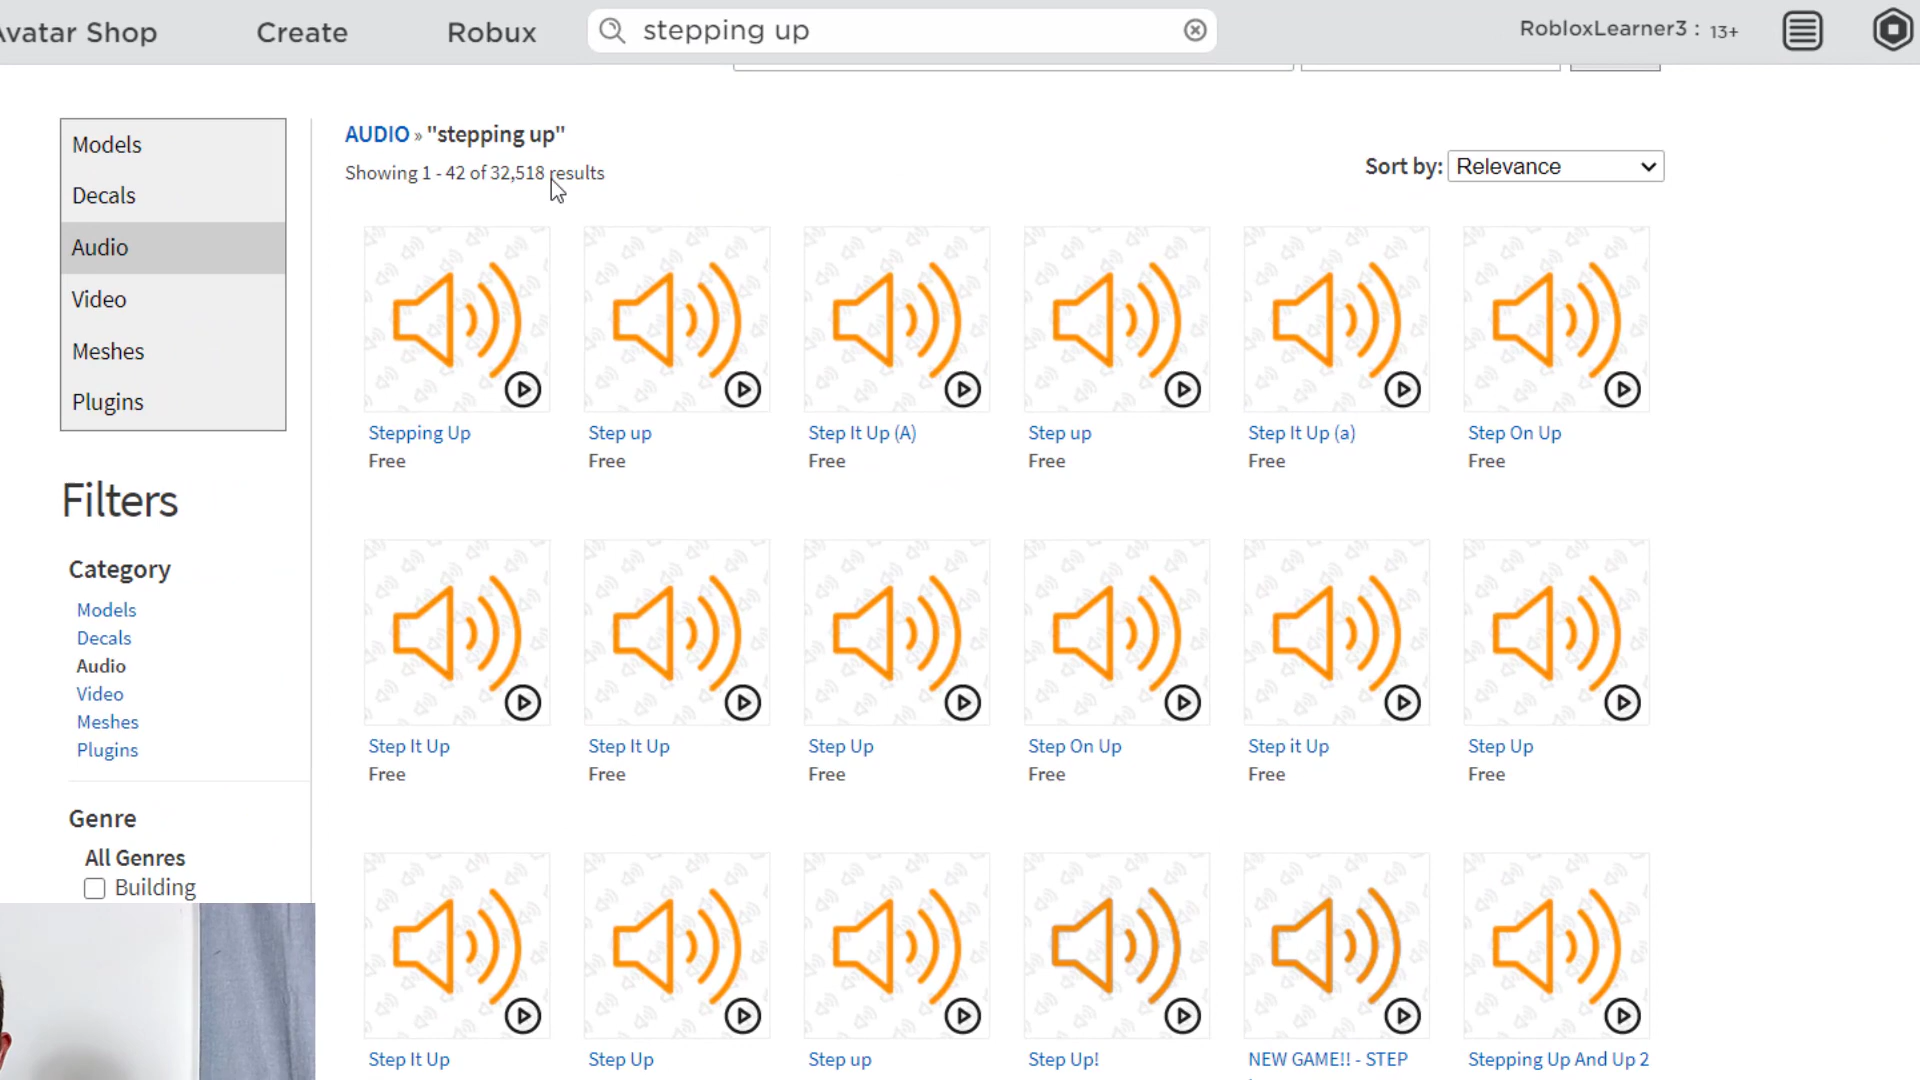 Avatar Shop
Create
Robux
stepping up
RobloxLearner3 : 13+
Models
Decals
Audio
Video
Meshes
Plugins
AUDIO » "stepping up"
Showing 1 - 42 of 32,518 results
Sort by: Relevance
Stepping Up
Free
Step up
Free
Step It Up (A)
Free
Step up
Free
Step It Up (a)
Free
Step On Up
Free
Step It Up
Free
Step It Up
Free
Step Up
Free
Step On Up
Free
Step it Up
Free
Step Up
Free
Step It Up
Step Up
Step up
Step Up!
NEW GAME!! - STEP
Stepping Up And Up 2
Filters
Category
Models
Decals
Audio
Video
Meshes
Plugins
Genre
All Genres
Building